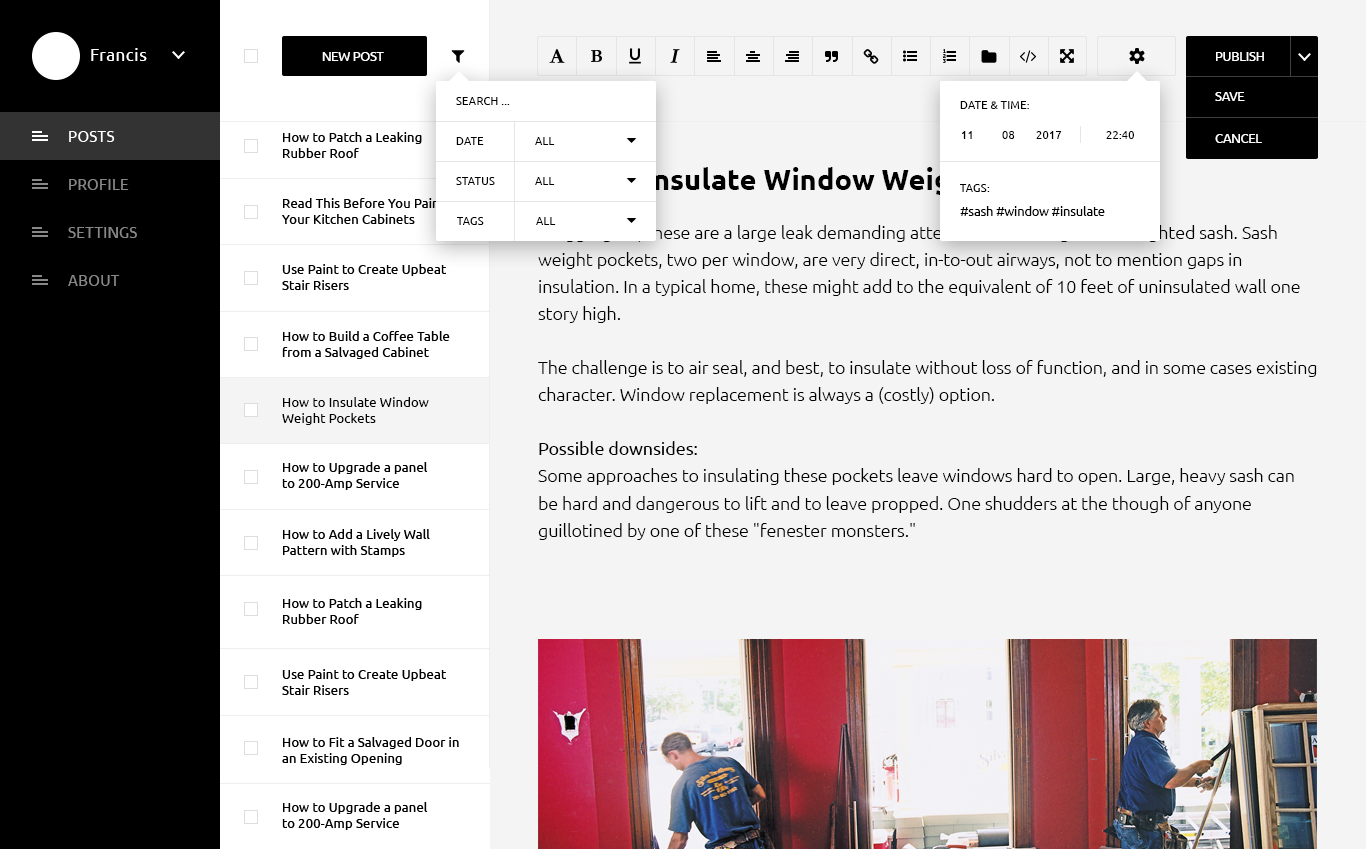 Francis
POSTS
PROFILE
SETTINGS
ABOUT
NEW POST
How to Patch a Leaking
Rubber Roof
Read This Before You Pain
Your Kitchen Cabinets
Use Paint to Create Upbeat
Stair Risers
How to Build a Coffee Table
from a Salvaged Cabinet
How to Insulate Window
Weight Pockets
How to Upgrade a panel
to 200-Amp Service
How to Add a Lively Wall
Pattern with Stamps
How to Patch a Leaking
Rubber Roof
Use Paint to Create Upbeat
Stair Risers
How to Fit a Salvaged Door in
an Existing Opening
How to Upgrade a panel
to 200-Amp Service
SEARCH ...
DATE ALL
STATUS ALL
TAGS ALL
A B U I
PUBLISH
SAVE
CANCEL
DATE & TIME:
11 08 2017 22:40
TAGS:
#sash #window #insulate
nsulate Window Weig
hese are a large leak demanding atte ghted sash. Sash
weight pockets, two per window, are very direct, in-to-out airways, not to mention gaps in
insulation. In a typical home, these might add to the equivalent of 10 feet of uninsulated wall one
story high.
The challenge is to air seal, and best, to insulate without loss of function, and in some cases existing
character. Window replacement is always a (costly) option.
Possible downsides:
Some approaches to insulating these pockets leave windows hard to open. Large, heavy sash can
be hard and dangerous to lift and to leave propped. One shudders at the though of anyone
guillotined by one of these "fenester monsters."